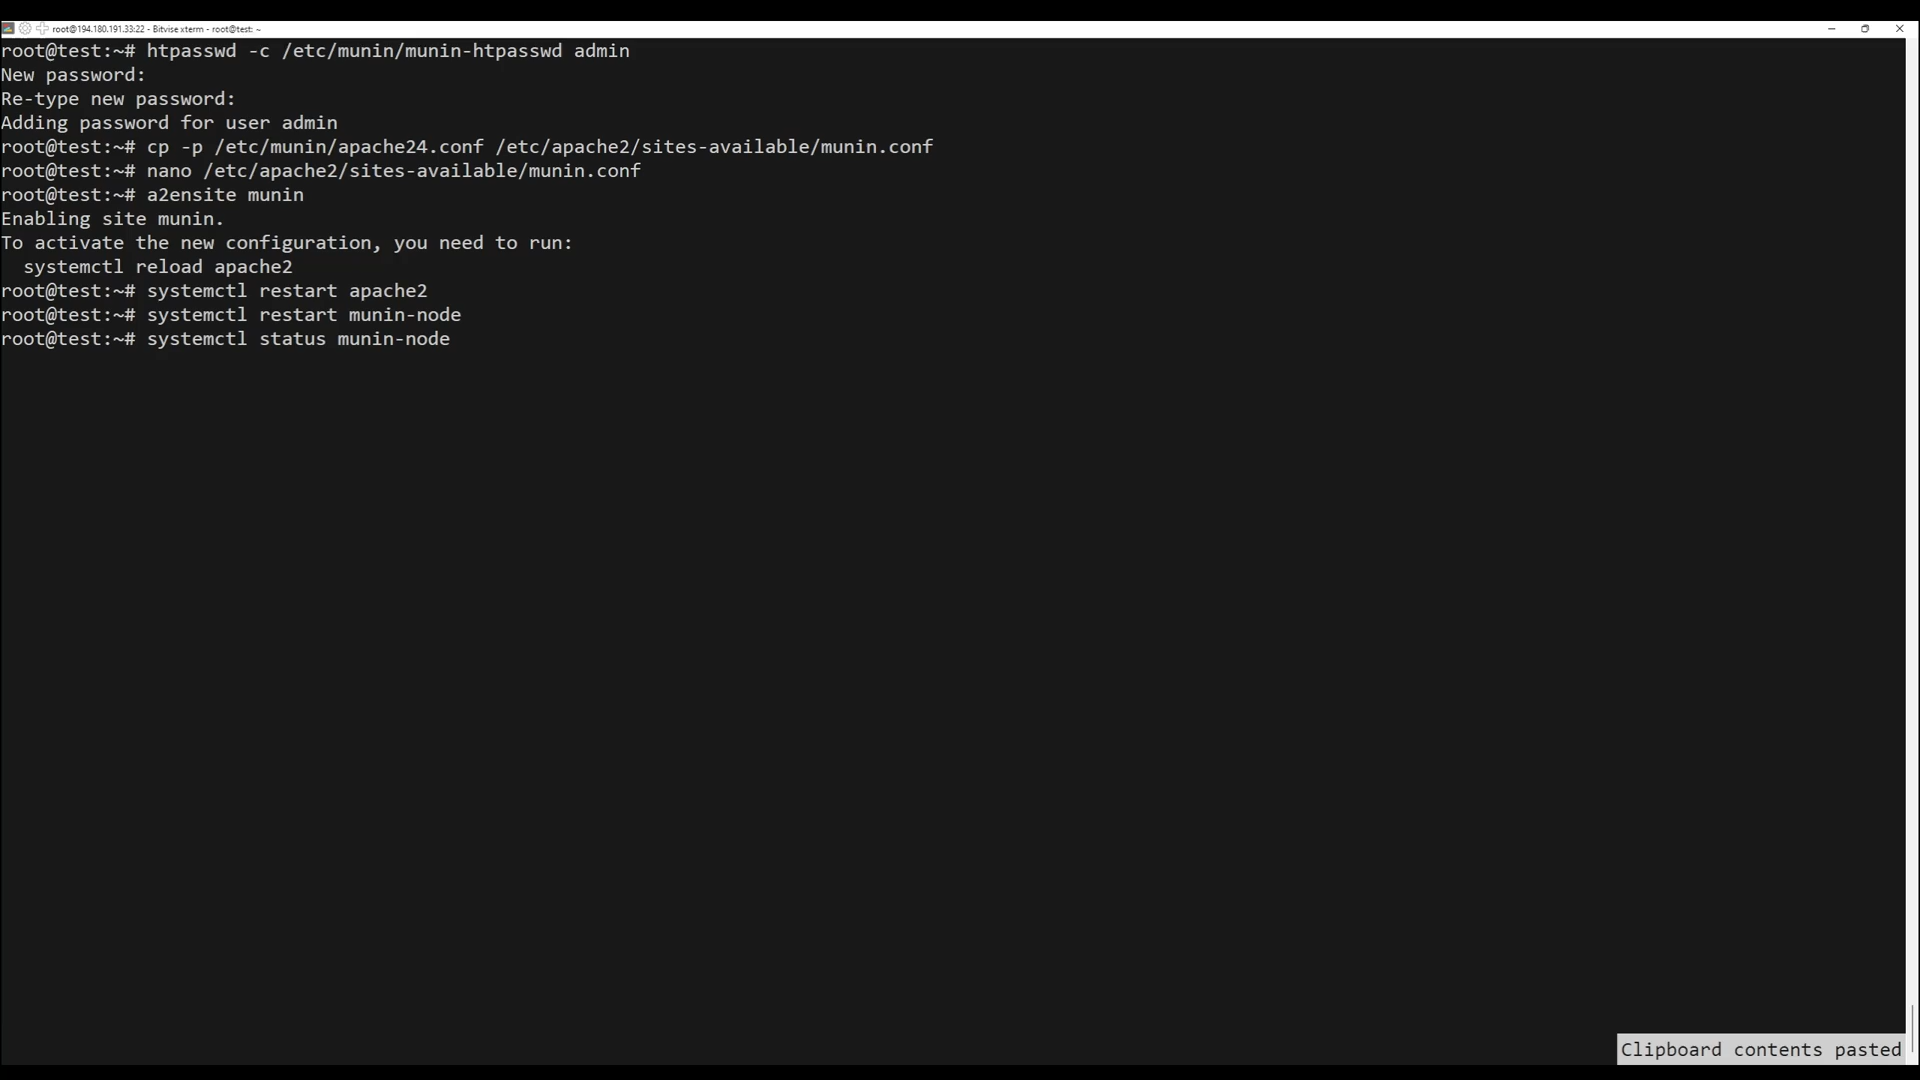 root@194.180.191.33:22 - Bitvise xterm - root@test: ~
root@test:~# htpasswd -c /etc/munin/munin-htpasswd admin
New password:
Re-type new password:
Adding password for user admin
root@test:~# cp -p /etc/munin/apache24.conf /etc/apache2/sites-available/munin.conf
root@test:~# nano /etc/apache2/sites-available/munin.conf
root@test:~# a2ensite munin
Enabling site munin.
To activate the new configuration, you need to run:
  systemctl reload apache2
root@test:~# systemctl restart apache2
root@test:~# systemctl restart munin-node
root@test:~# systemctl status munin-node
Clipboard contents pasted